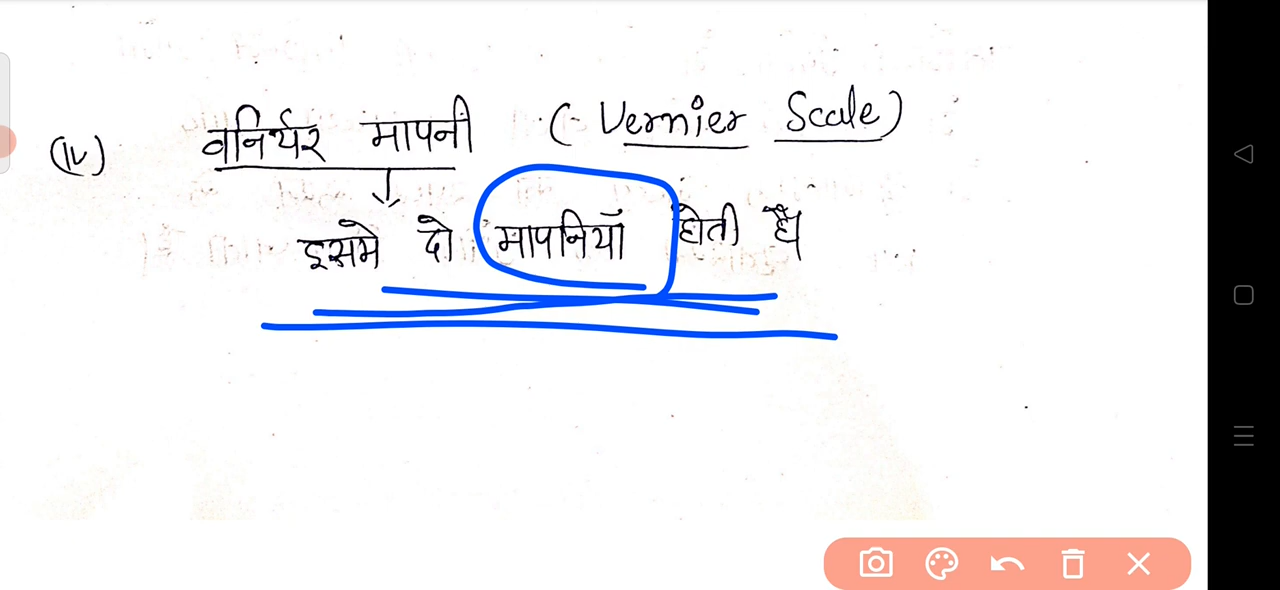 (iv) वर्नियर मापनी (- Vernier Scale)
इसमे दो मापनियाँ होती है।